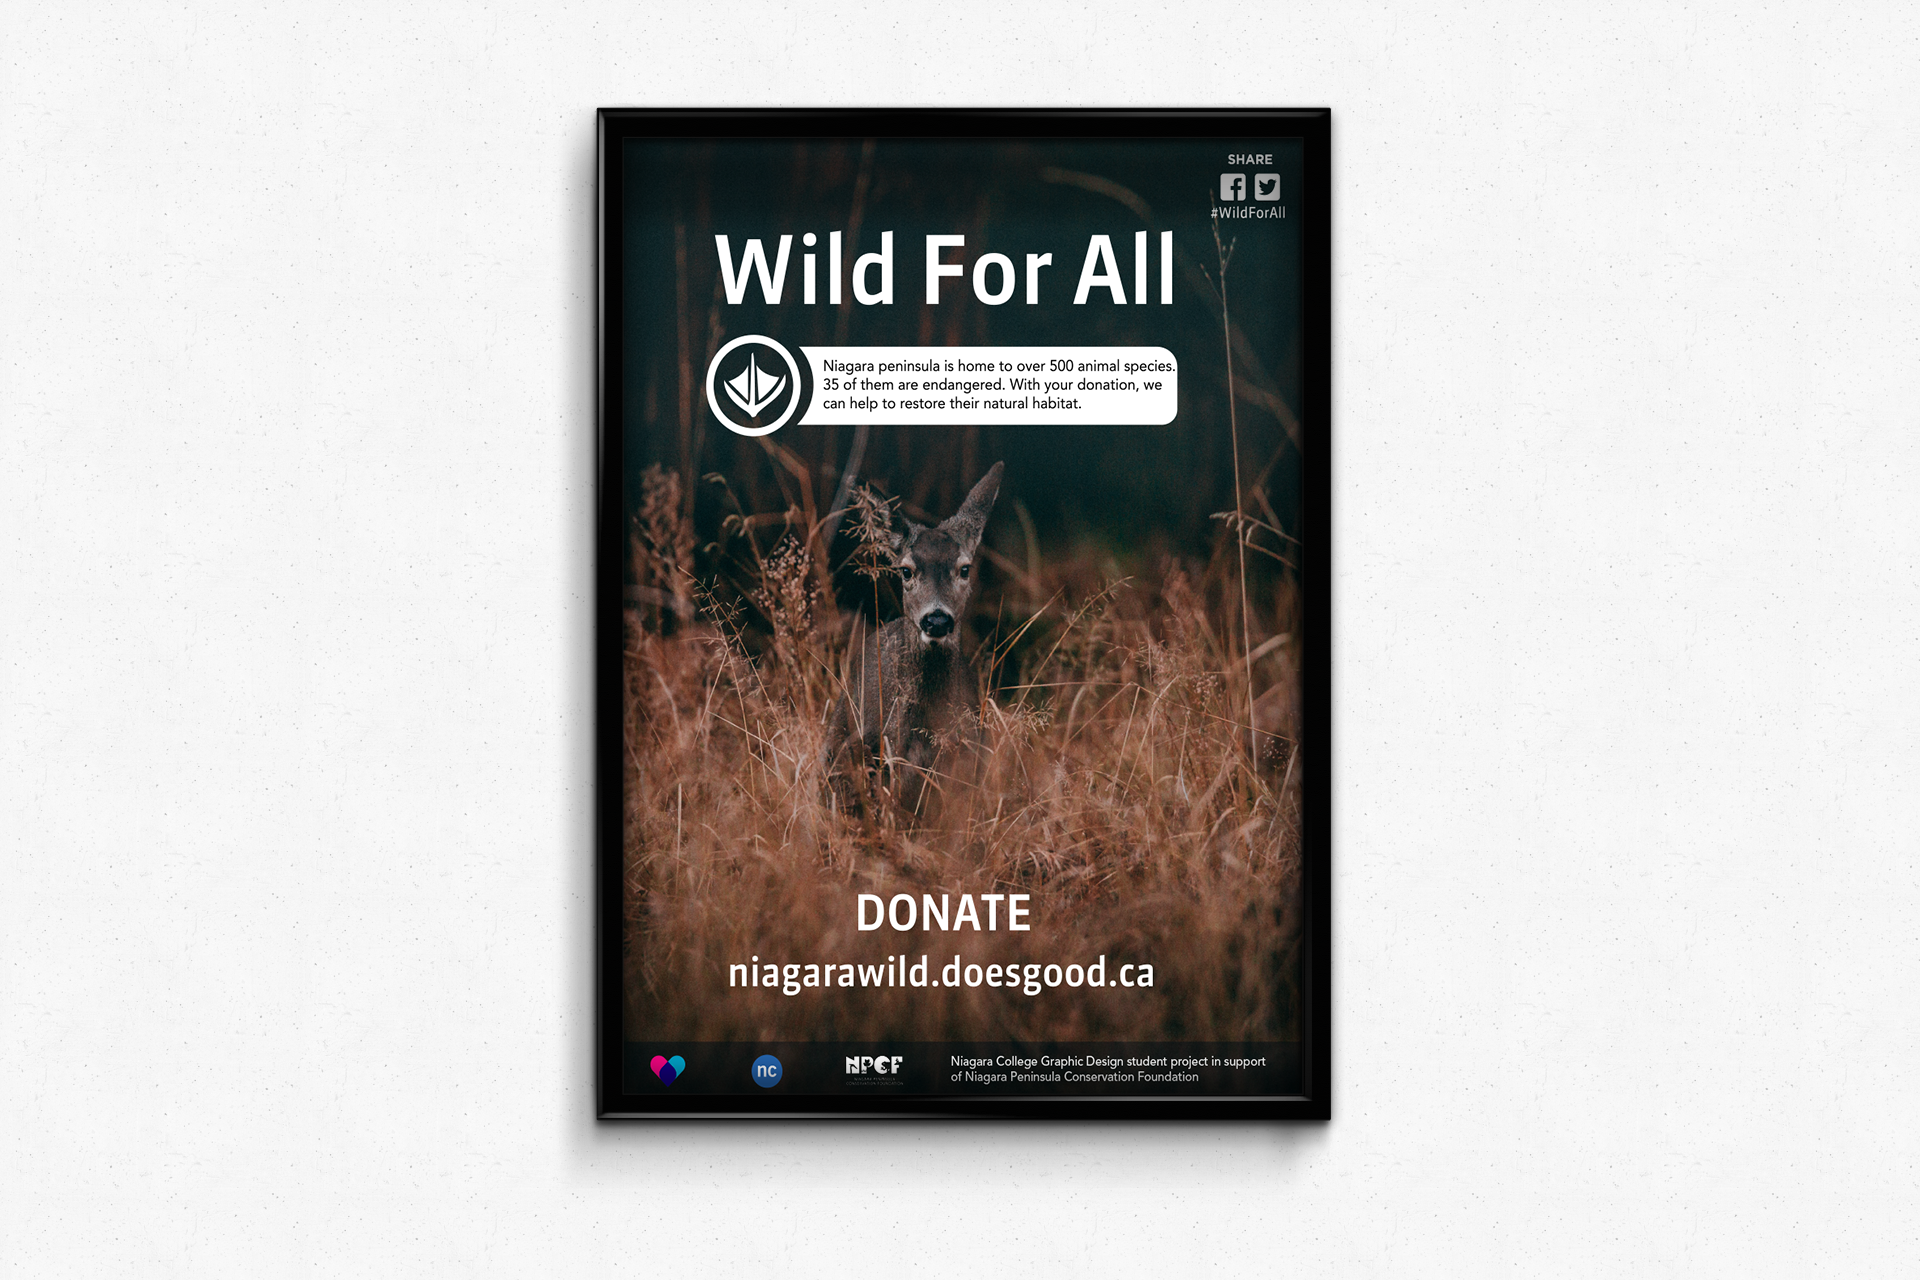 SHARE
#WildForAll
Wild For All
Niagara peninsula is home to over 500 animal species.
35 of them are endangered. With your donation, we
can help to restore their natural habitat.
DONATE
niagarawild.doesgood.ca
nc
NPCF
Niagara College Graphic Design student project in support
of Niagara Peninsula Conservation Foundation